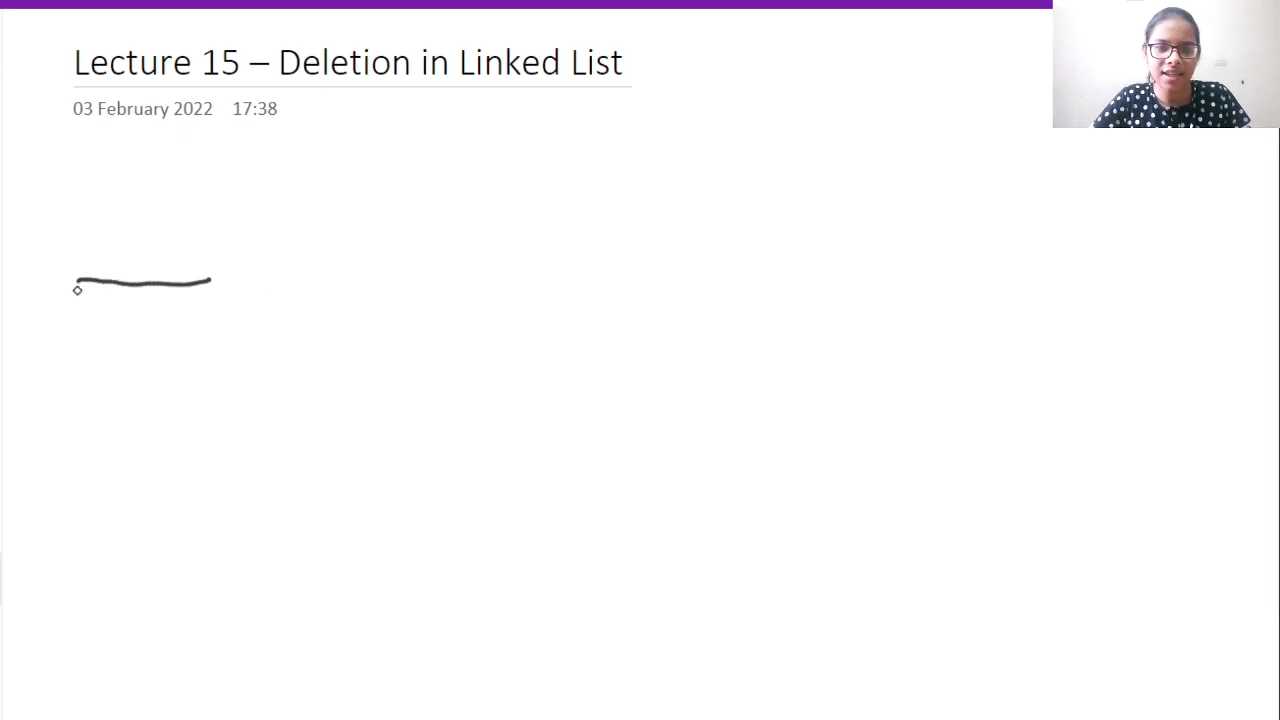 Lecture 15 – Deletion in Linked List
03 February 2022 17:38